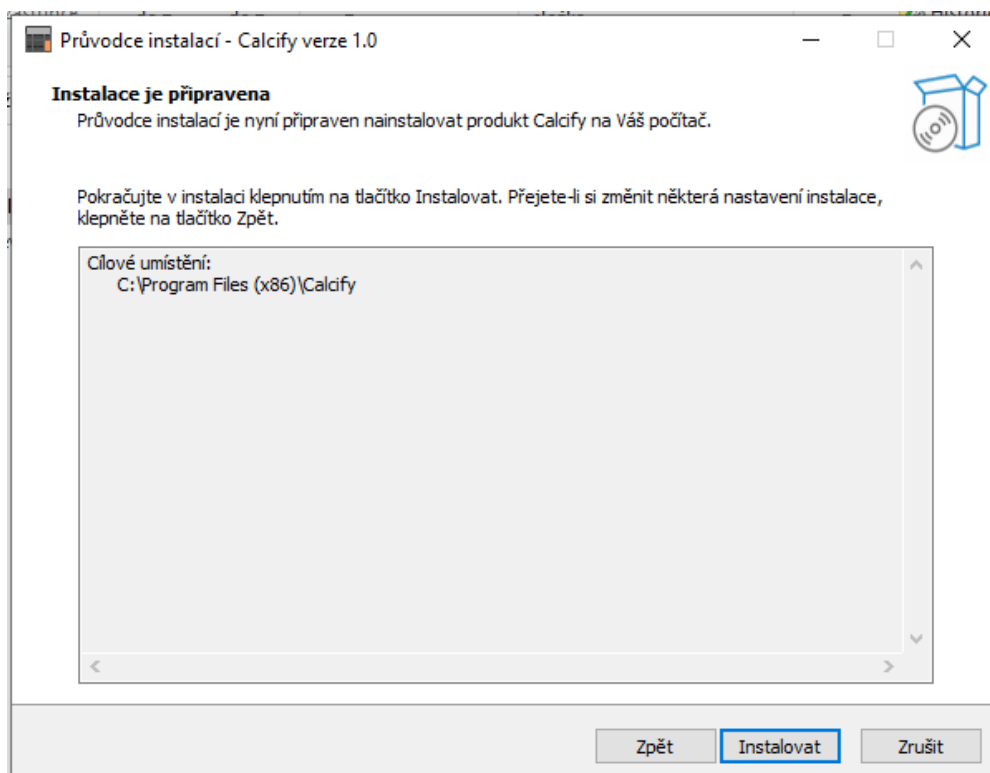 Průvodce instalací - Calcify verze 1.0
Instalace je připravena
Průvodce instalací je nyní připraven nainstalovat produkt Calcify na Váš počítač.
Pokračujte v instalaci klepnutím na tlačítko Instalovat. Přejete-li si změnit některá nastavení instalace,
klepněte na tlačítko Zpět.
Cílové umístění:
C:\Program Files (x86)\Calcify
Zpět
Instalovat
Zrušit